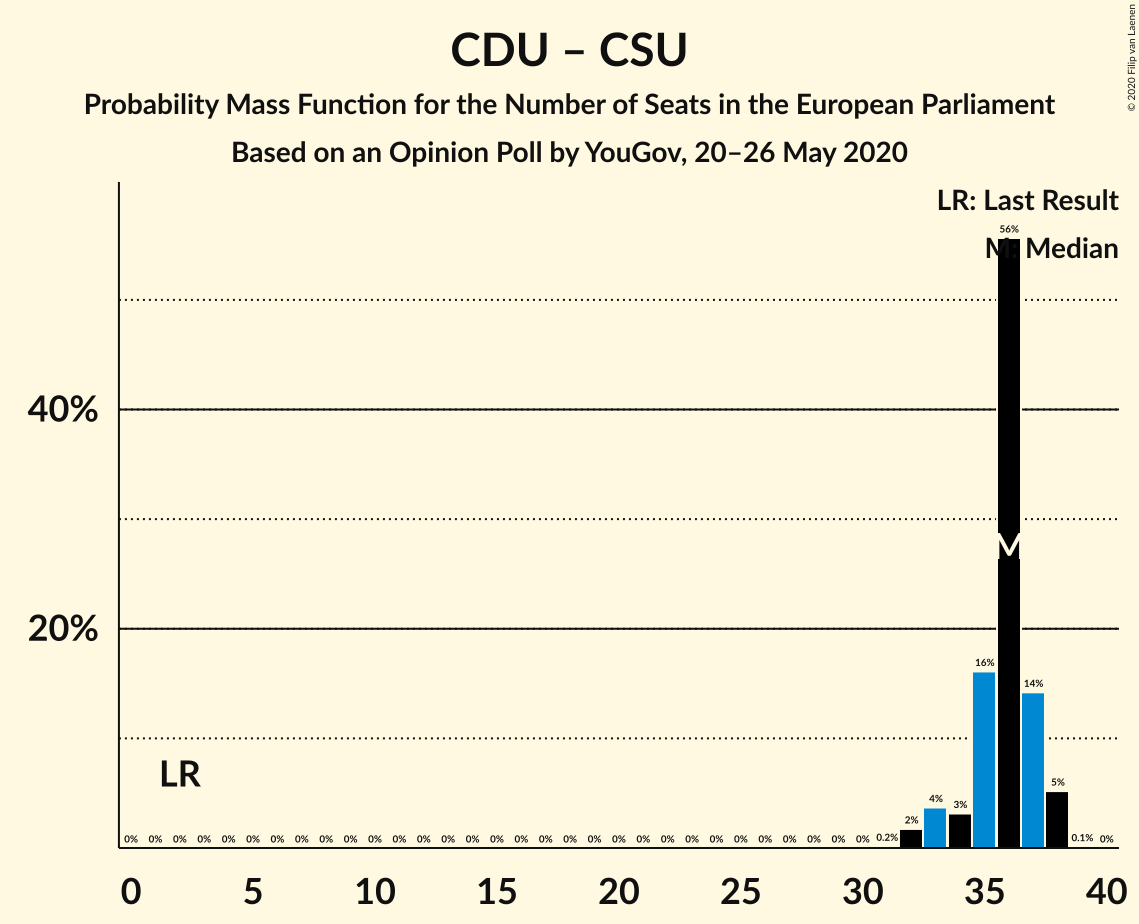 CDU – CSU
Probability Mass Function for the Number of Seats in the European Parliament
Based on an Opinion Poll by YouGov, 20–26 May 2020
© 2020 Filip van Laenen
LR: Last Result
M: Median
56%
40%
20%
16%
14%
5%
4%
3%
2%
0.2%
0.1%
M
LR
0% 0% 0% 0% 0% 0% 0% 0% 0% 0% 0% 0% 0% 0% 0% 0% 0% 0% 0% 0% 0% 0% 0% 0% 0% 0% 0% 0% 0% 0% 0% 0%
0 5 10 15 20 25 30 35 40